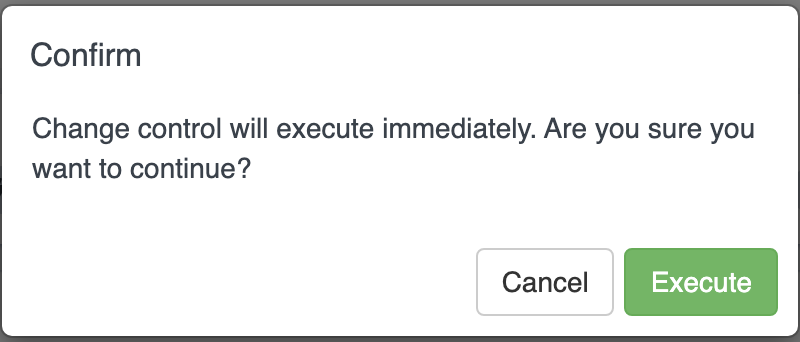 Confirm
Change control will execute immediately. Are you sure you
want to continue?
Cancel
Execute